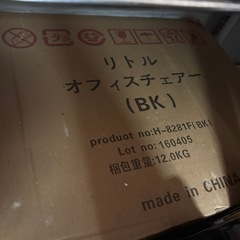 リトル
オフィスチェアー
(BK)
produot no:H-8281F(BK)
Lot no:160405
梱包重量:12.0KG
made in CHINA